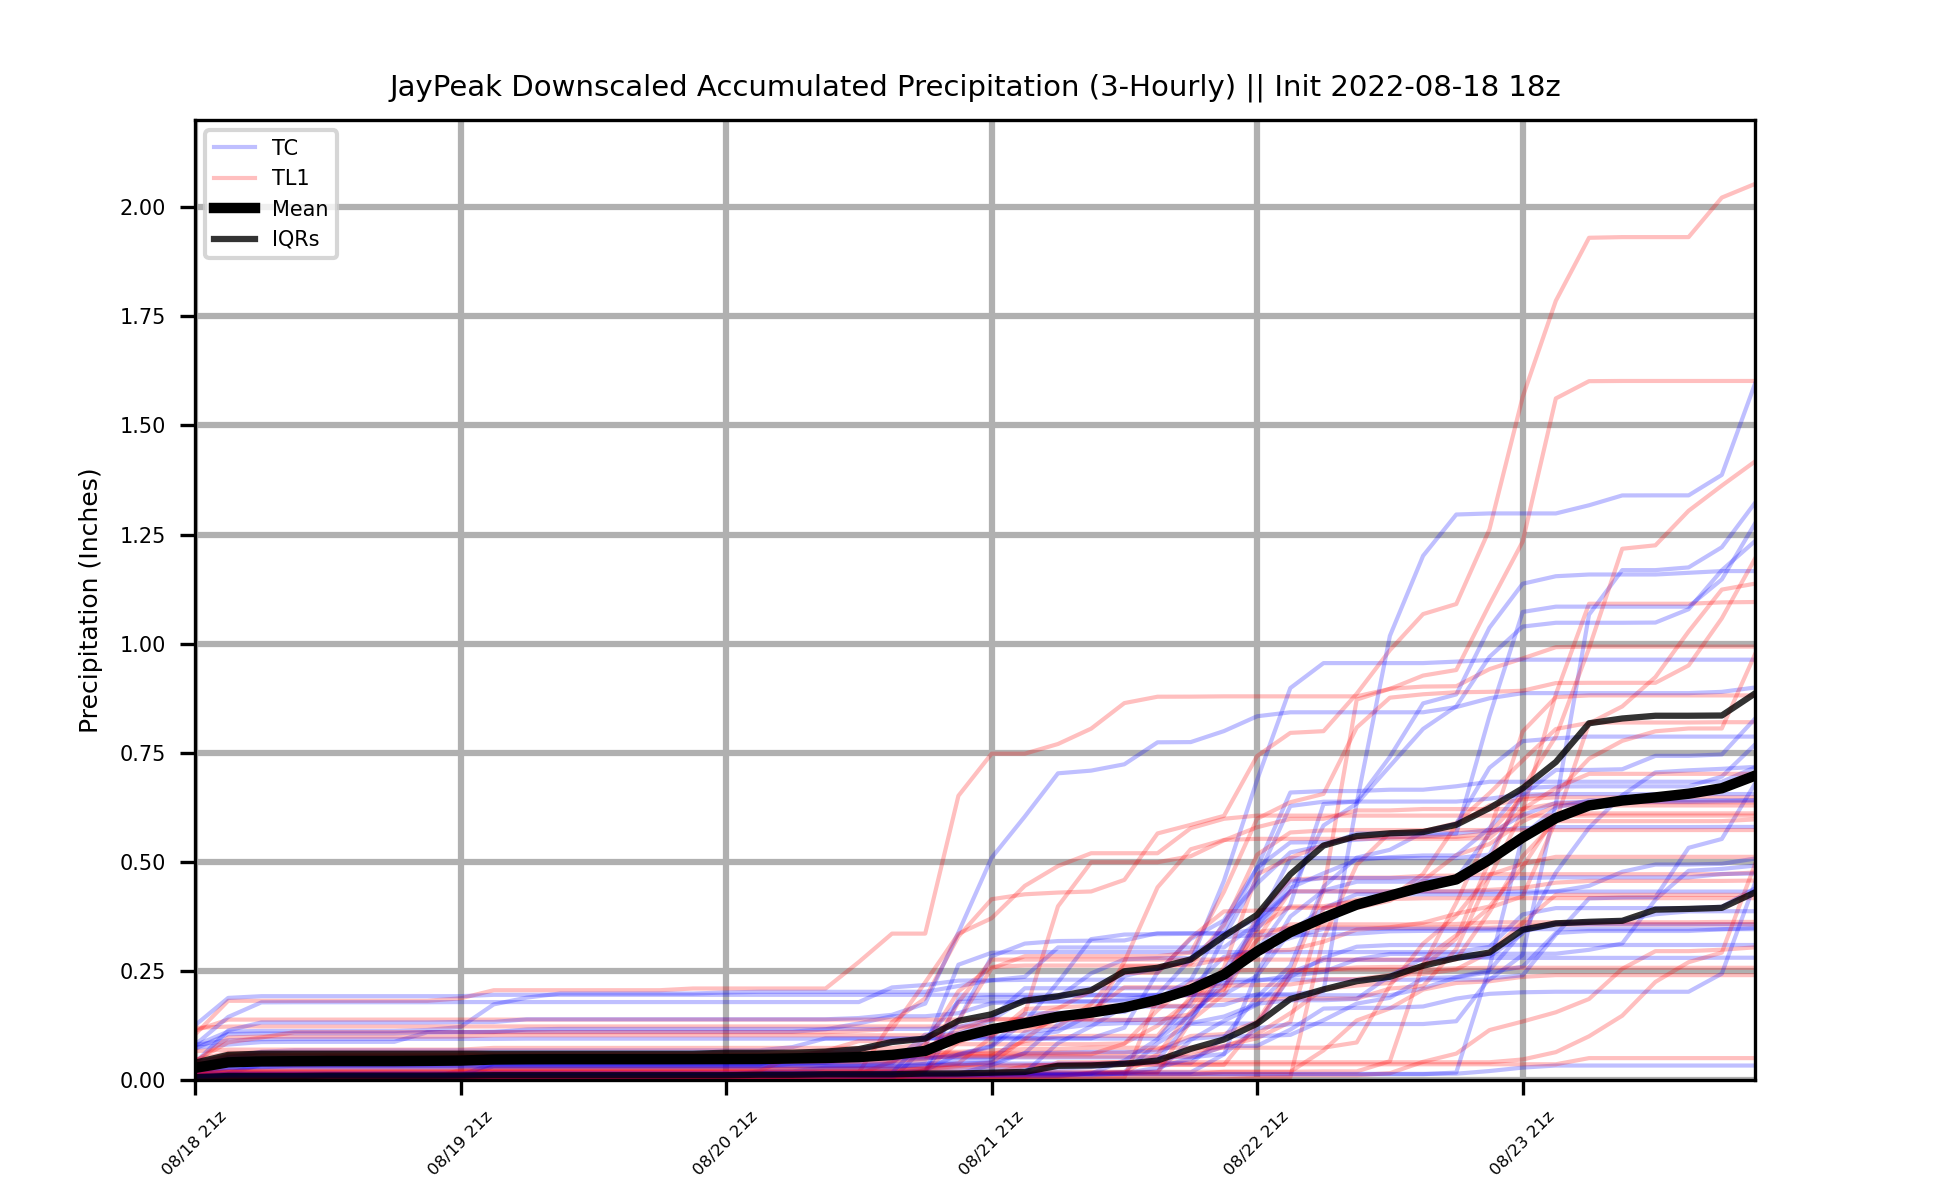 JayPeak Downscaled Accumulated Precipitation (3-Hourly) || Init 2022-08-18 18z
TC
TL1
Mean
IQRs
Precipitation (Inches)
2.00
1.75
1.50
1.25
1.00
0.75
0.50
0.25
0.00
08/18 21z
08/19 21z
08/20 21z
08/21 21z
08/22 21z
08/23 21z